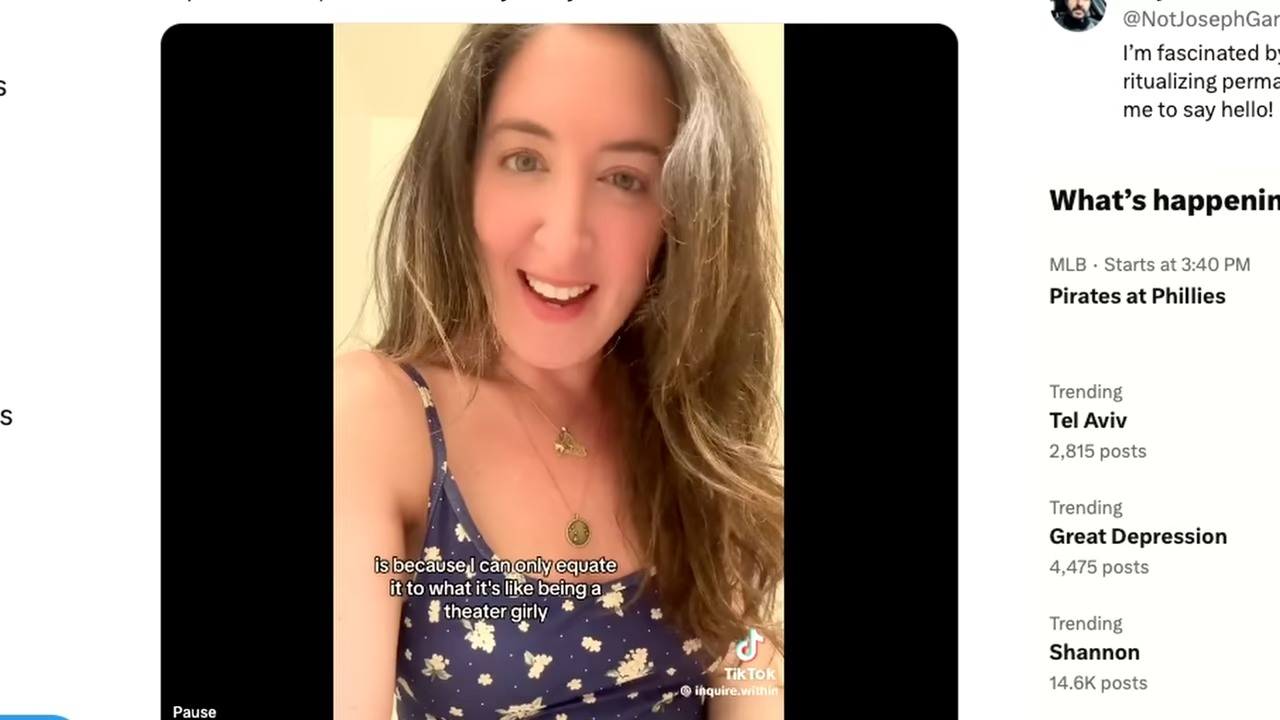 s
s
is because I can only equate
it to what it's like being a
theater girly
TikTok
inquire.within
Pause
@NotJosephGar
I'm fascinated by
ritualizing perma
me to say hello!
What's happenin
MLB · Starts at 3:40 PM
Pirates at Phillies
Trending
Tel Aviv
2,815 posts
Trending
Great Depression
4,475 posts
Trending
Shannon
14.6K posts